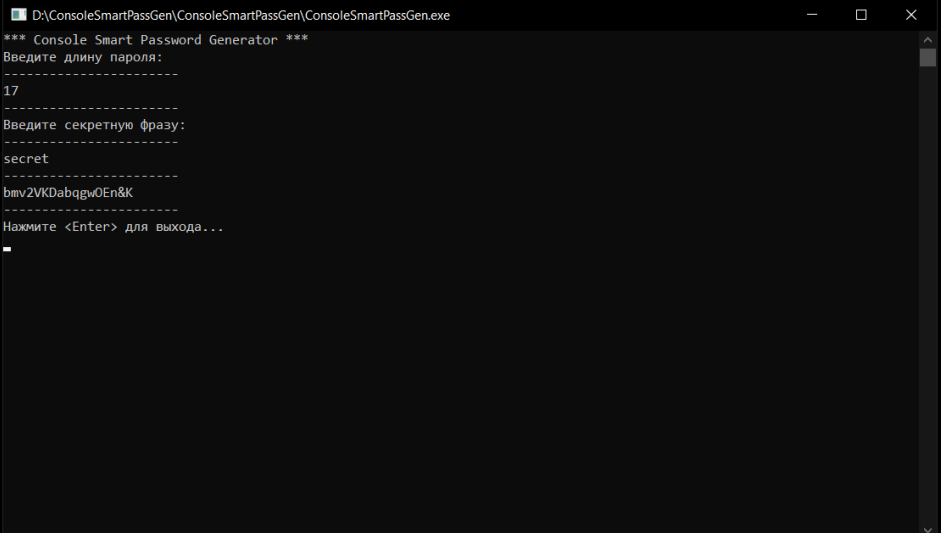 D:\ConsoleSmartPassGen\ConsoleSmartPassGen\ConsoleSmartPassGen.exe
*** Console Smart Password Generator ***
Введите длину пароля:
-----------------------
17
-----------------------
Введите секретную фразу:
-----------------------
secret
-----------------------
bmv2VKDabqgwOEn&K
-----------------------
Нажмите <Enter> для выхода...